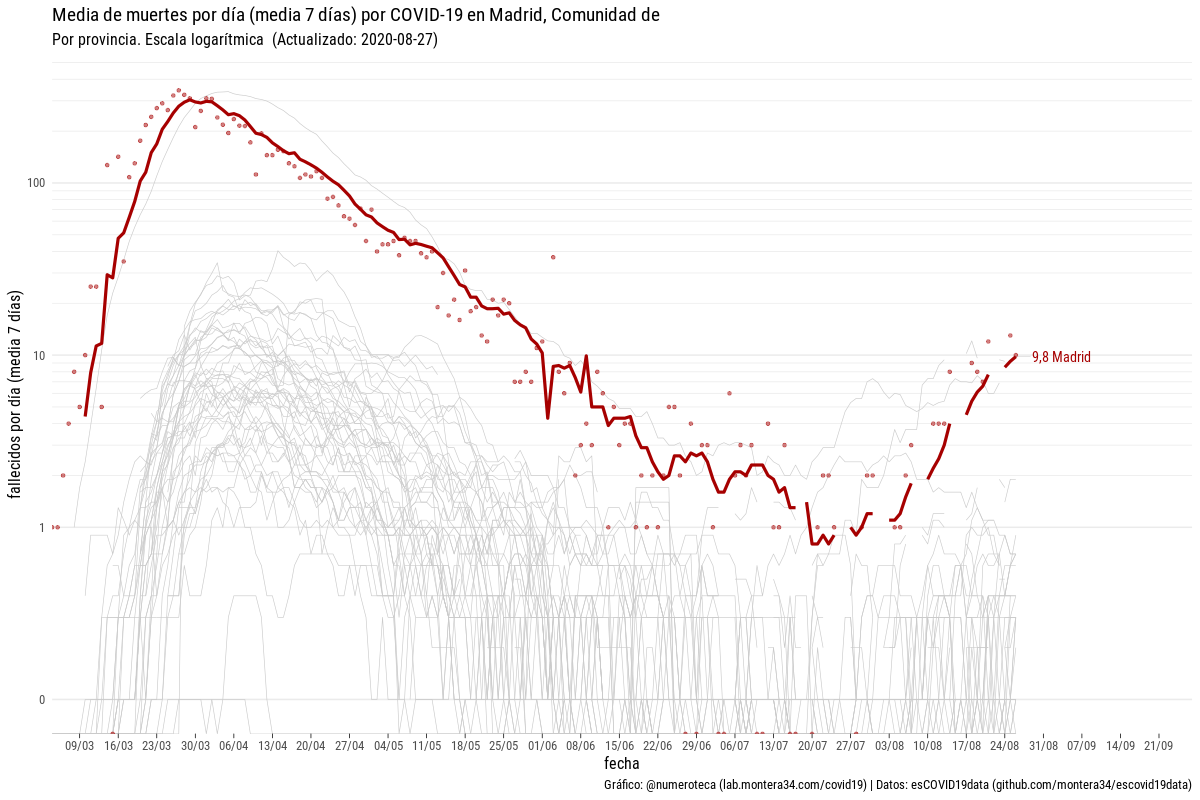 Media de muertes por día (media 7 días) por COVID-19 en Madrid, Comunidad de
Por provincia. Escala logarítmica (Actualizado: 2020-08-27)
fallecidos por día (media 7 días)
100
10
1
0
9,8 Madrid
09/03 16/03 23/03 30/03 06/04 13/04 20/04 27/04 04/05 11/05 18/05 25/05 01/06 08/06 15/06 22/06 29/06 06/07 13/07 20/07 27/07 03/08 10/08 17/08 24/08 31/08 07/09 14/09 21/09
fecha
Gráfico: @numeroteca (lab.montera34.com/covid19) | Datos: esCOVID19data (github.com/montera34/escovid19data)